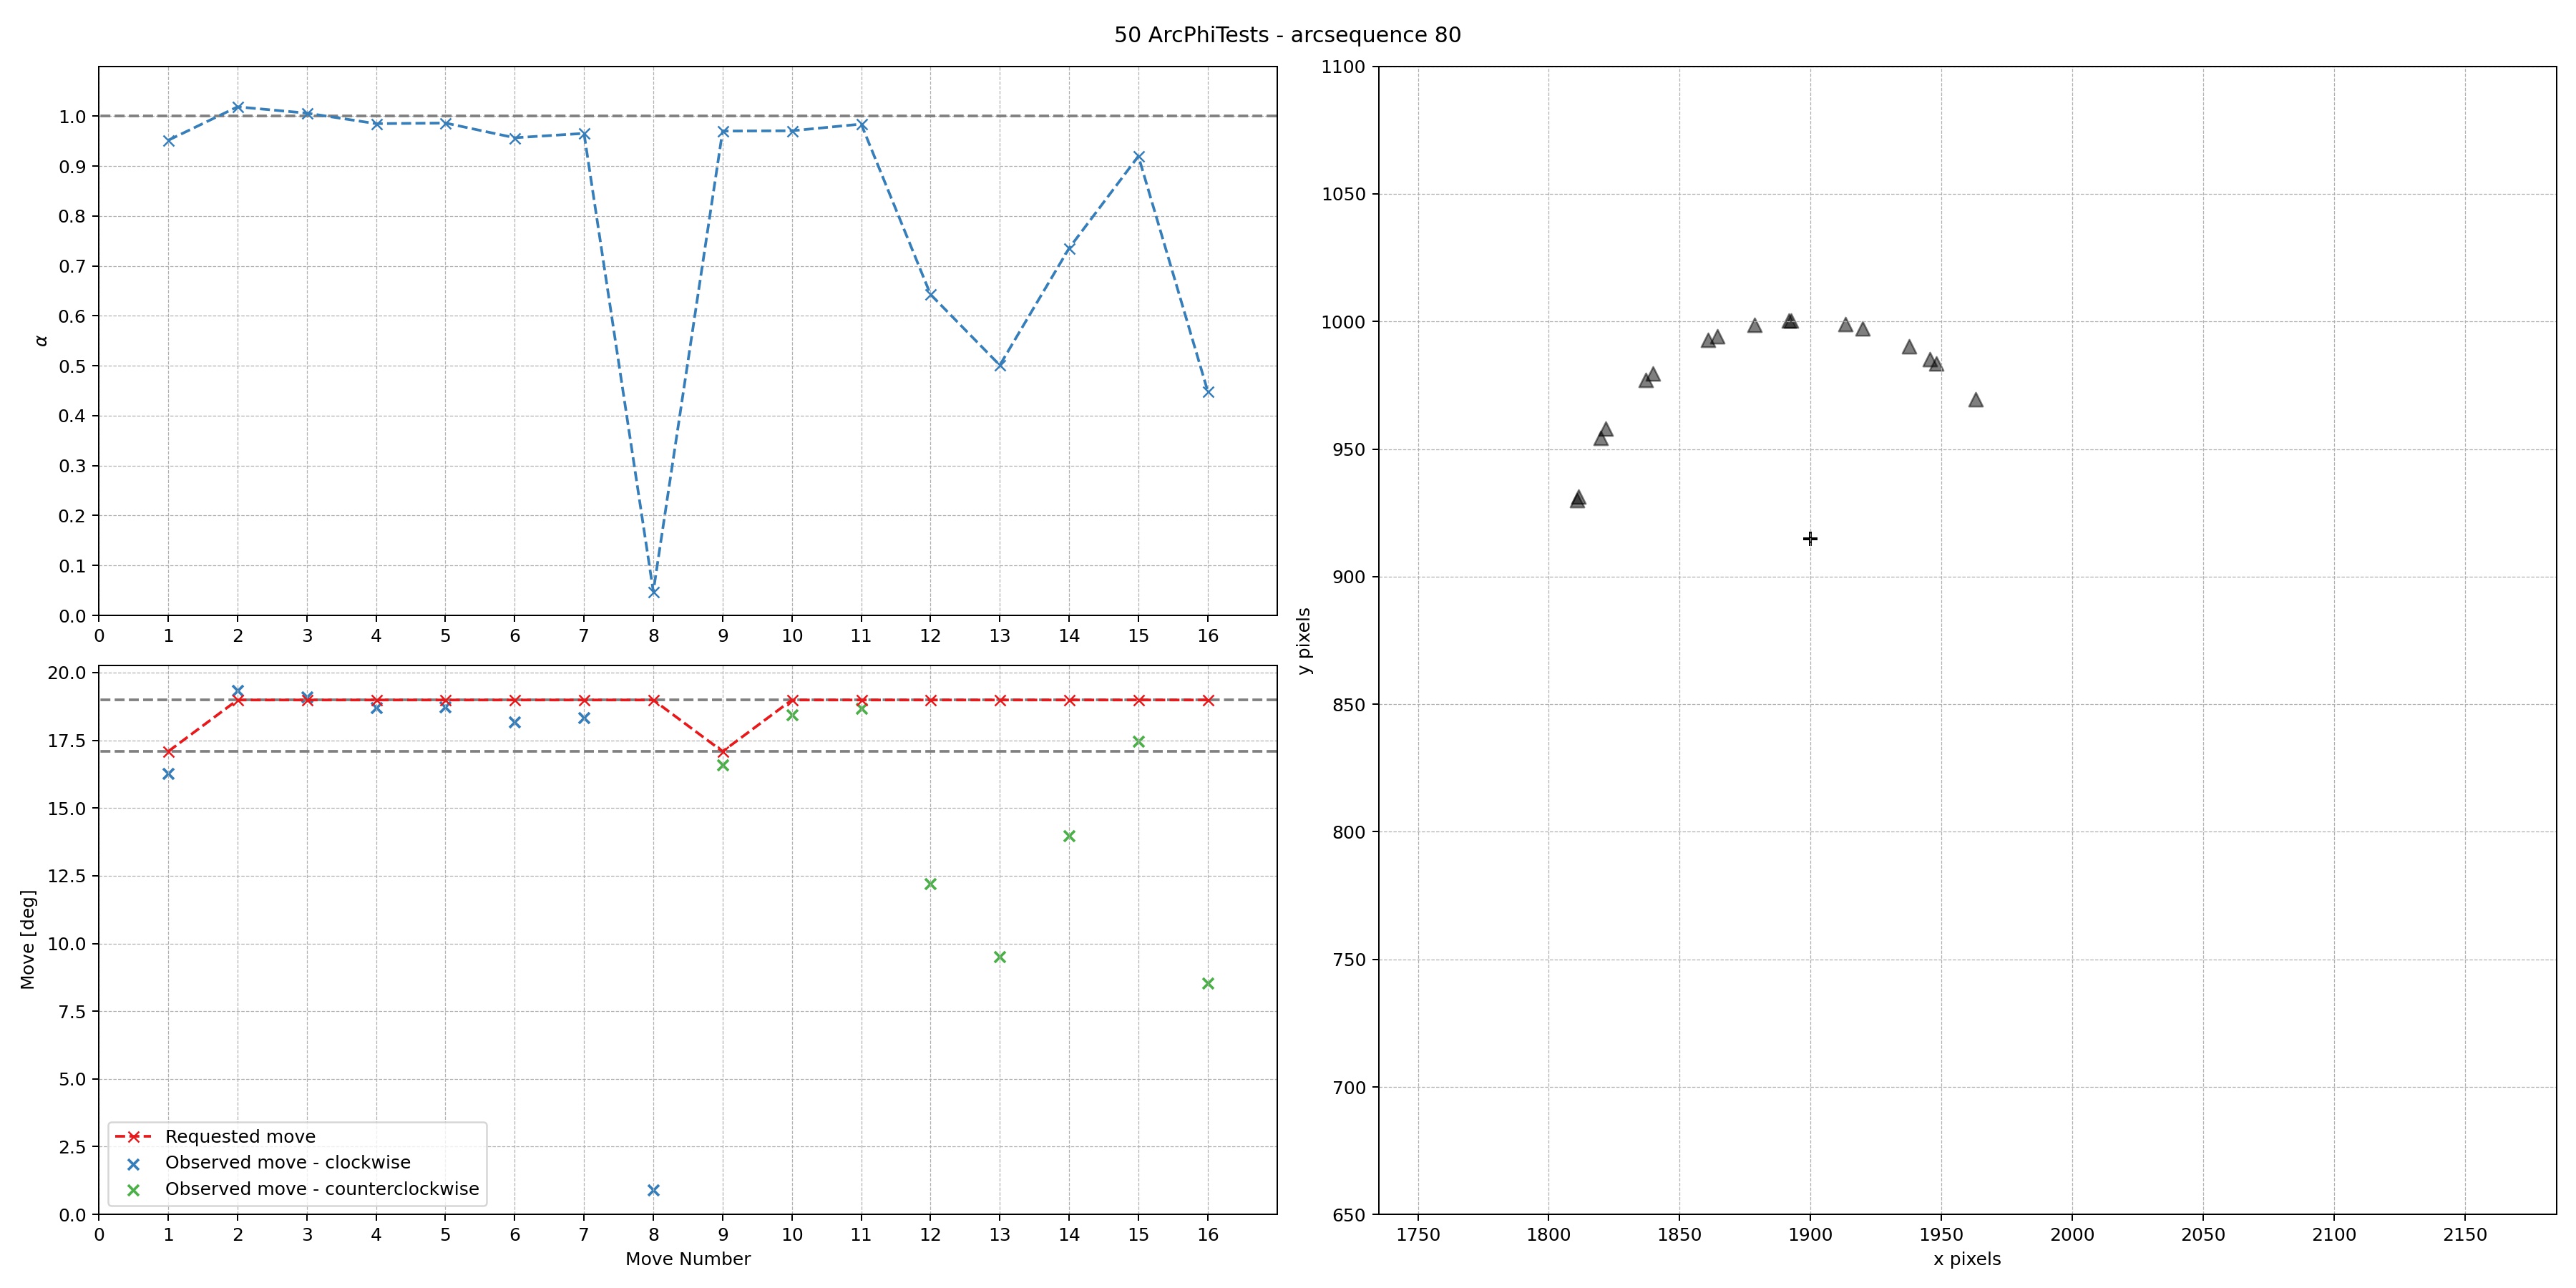 50 ArcPhiTests - arcsequence 80
α
1.0
0.9
0.8
0.7
0.6
0.5
0.4
0.3
0.2
0.1
0.0
0 1 2 3 4 5 6 7 8 9 10 11 12 13 14 15 16
Move [deg]
20.0
17.5
15.0
12.5
10.0
7.5
5.0
2.5
0.0
Requested move
Observed move - clockwise
Observed move - counterclockwise
0 1 2 3 4 5 6 7 8 9 10 11 12 13 14 15 16
Move Number
y pixels
1100
1050
1000
950
900
850
800
750
700
650
1750 1800 1850 1900 1950 2000 2050 2100 2150
x pixels